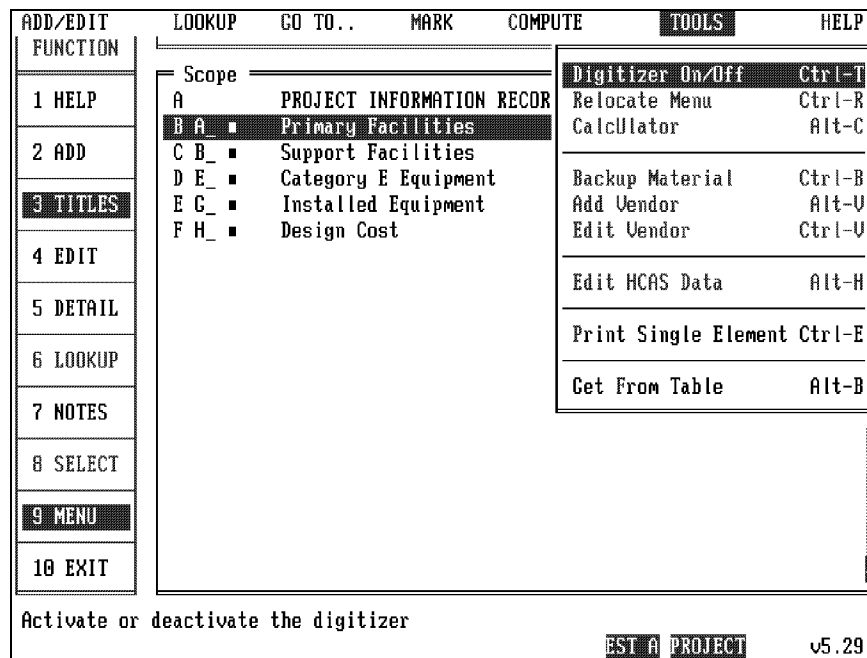 ADD/EDIT LOOKUP GO TO.. MARK COMPUTE TOOLS HELP
FUNCTION
1 HELP
2 ADD
3 TITLES
4 EDIT
5 DETAIL
6 LOOKUP
7 NOTES
8 SELECT
9 MENU
10 EXIT
Scope
A PROJECT INFORMATION RECOR
B A_ ■ Primary Facilities
C B_ ■ Support Facilities
D E_ ■ Category E Equipment
E G_ ■ Installed Equipment
F H_ ■ Design Cost
Digitizer On/Off Ctrl-T
Relocate Menu Ctrl-R
CalcUlator Alt-C
Backup Material Ctrl-B
Add Vendor Alt-V
Edit Vendor Ctrl-V
Edit HCAS Data Alt-H
Print Single Element Ctrl-E
Get From Table Alt-B
Activate or deactivate the digitizer
EST A PROJECT v5.29